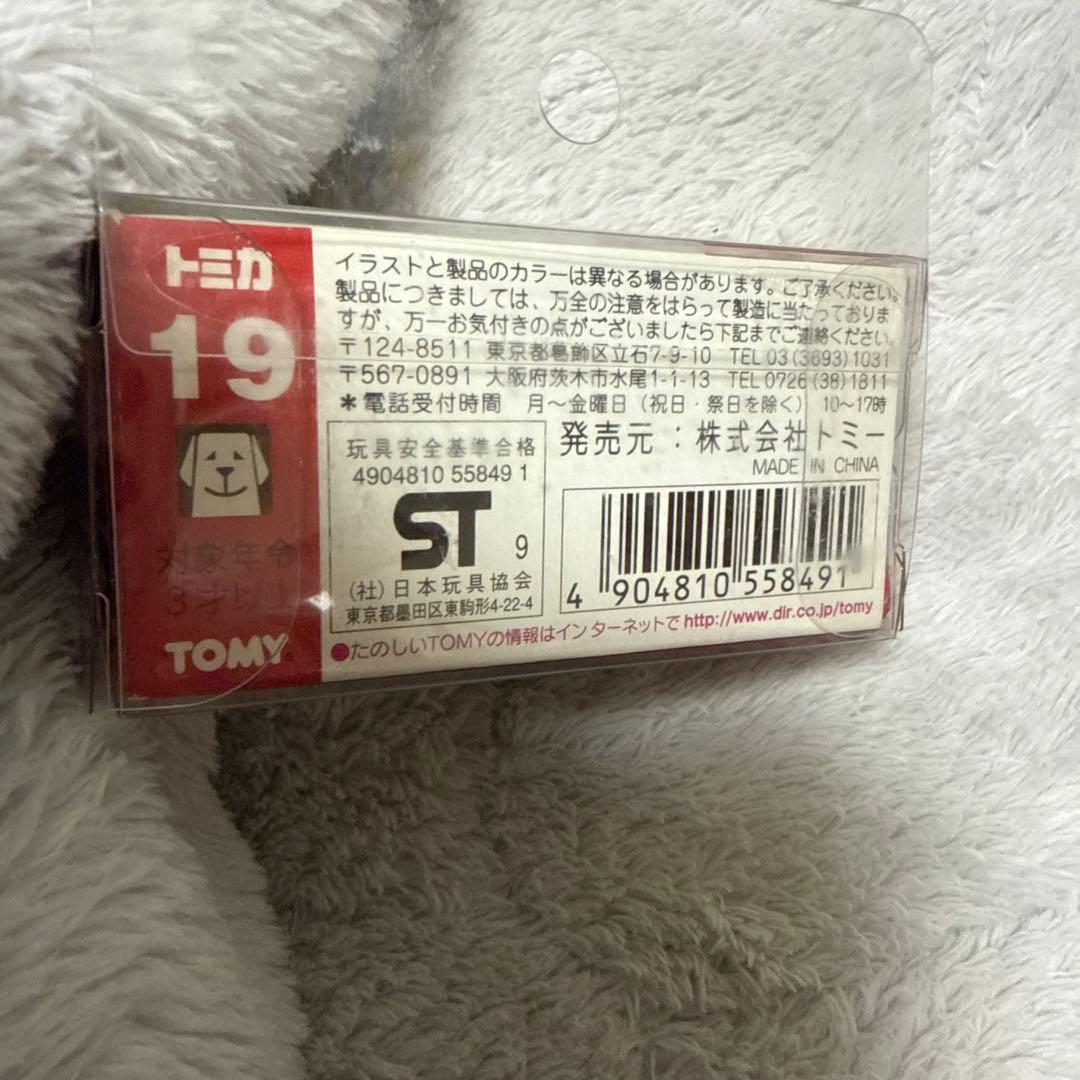 トミカ
19
対象年令
TOMY
イラストと製品のカラーは異なる場合があります。ご了承ください。
製品につきましては、万全の注意をはらって製造に当たっておりま
すが、万一お気付きの点がございましたら下記までご連絡ください。
〒124-8511 東京都葛飾区立石7-9-10 TEL 03(3693)1031
〒567-0891 大阪府茨木市水尾1-1-13 TEL 0726(38)1811
*電話受付時間 月〜金曜日(祝日・祭日を除く) 10〜17時
玩具安全基準合格
4904810 55849 1
ST 9
(社)日本玩具協会
東京都墨田区東駒形4-22-4
発売元:株式会社トミー
MADE IN CHINA
4 904810 558491
●たのしいTOMYの情報はインターネットで http://www.dir.co.jp/tomy